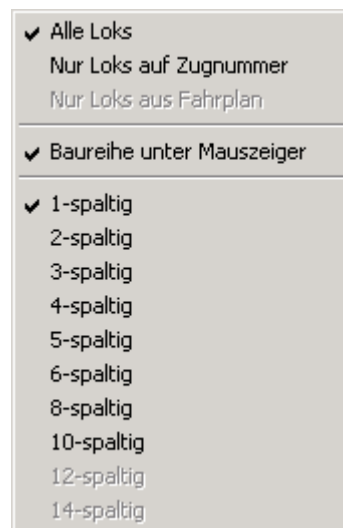 Alle Loks
Nur Loks auf Zugnummer
Nur Loks aus Fahrplan
Baureihe unter Mauszeiger
1-spaltig
2-spaltig
3-spaltig
4-spaltig
5-spaltig
6-spaltig
8-spaltig
10-spaltig
12-spaltig
14-spaltig